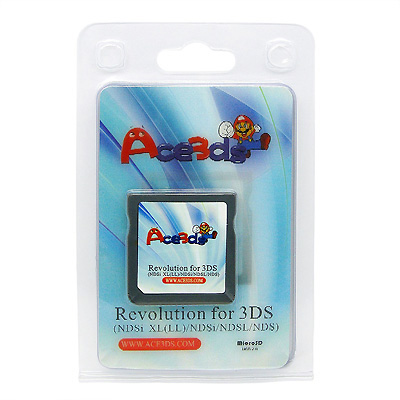 Ace3ds
Ace3ds
Revolution for 3DS
(NDSi XL(LL)/NDSi/NDSL/NDS)
WWW.ACE3DS.COM
Revolution for 3DS
(NDSi XL(LL)/NDSi/NDSL/NDS)
WWW.ACE3DS.COM
MicroSD